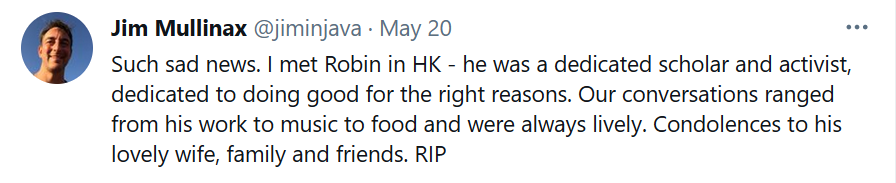 Jim Mullinax @jiminjava · May 20
Such sad news. I met Robin in HK - he was a dedicated scholar and activist,
dedicated to doing good for the right reasons. Our conversations ranged
from his work to music to food and were always lively. Condolences to his
lovely wife, family and friends. RIP